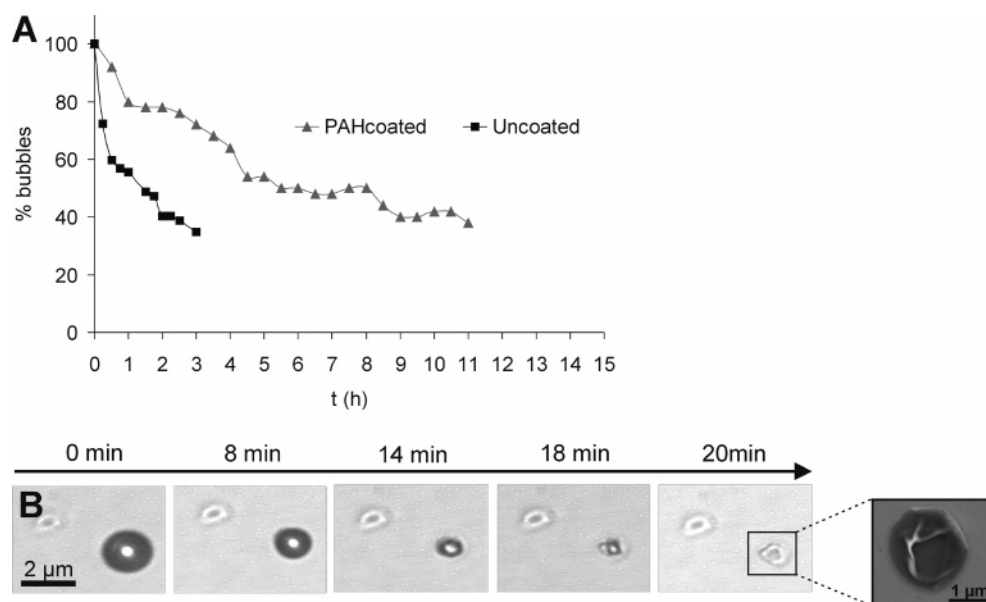 A
100
80
60
40
20
0
% bubbles
PAHcoated
Uncoated
0 1 2 3 4 5 6 7 8 9 10 11 12 13 14 15
t (h)
0 min 8 min 14 min 18 min 20min
B
2 µm
1 µm